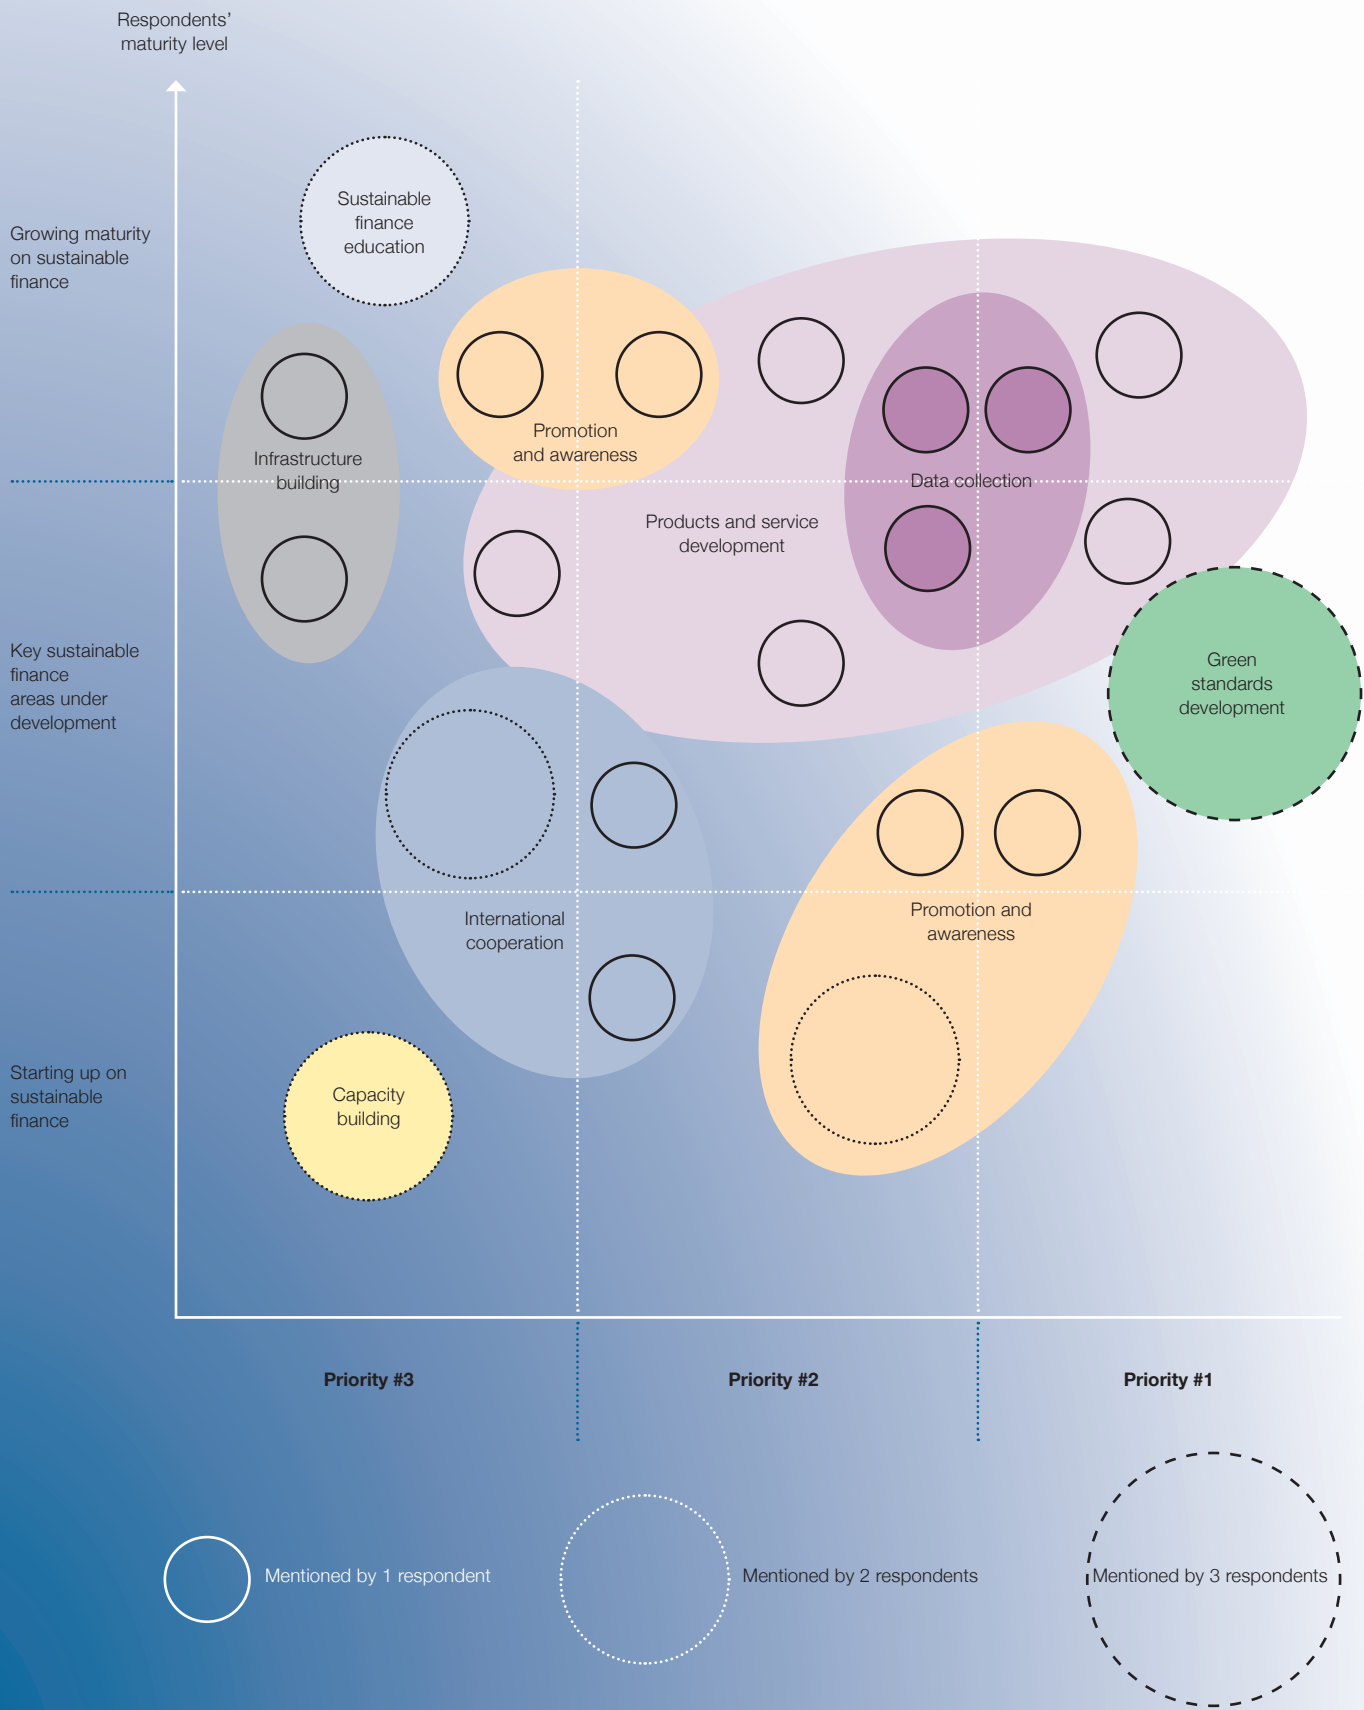 Respondents’
maturity level
Sustainable
finance
education
Growing maturity
on sustainable
finance
Promotion
and awareness
Infrastructure
building
Data collection
Products and service
development
Key sustainable
finance
areas under
development
Green
standards
development
International
cooperation
Promotion and
awareness
Starting up on
sustainable
finance
Capacity
building
Priority #3
Priority #2
Priority #1
Mentioned by 1 respondent
Mentioned by 2 respondents
Mentioned by 3 respondents